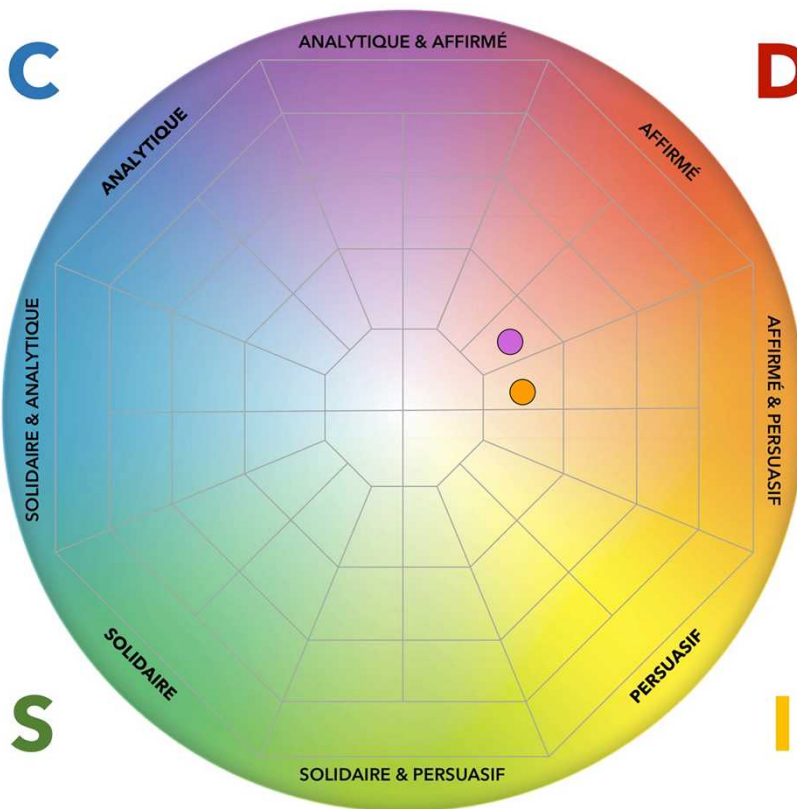 ANALYTIQUE & AFFIRMÉ
C
D
ANALYTIQUE
AFFIRMÉ
SOLIDAIRE & ANALYTIQUE
AFFIRMÉ & PERSUASIF
SOLIDAIRE
PERSUASIF
S
I
SOLIDAIRE & PERSUASIF